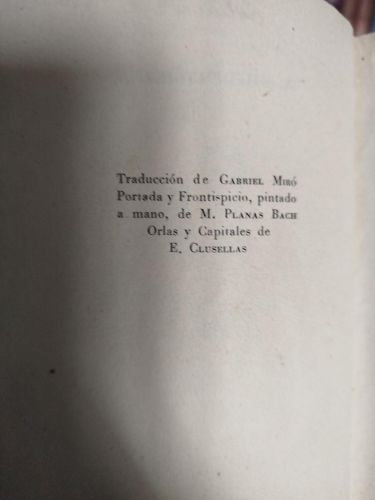 Traducción de Gabriel Miró
Portada y Frontispicio, pintado
a mano, de M. Planas Bach
Orlas y Capitales de
E. Clusellas